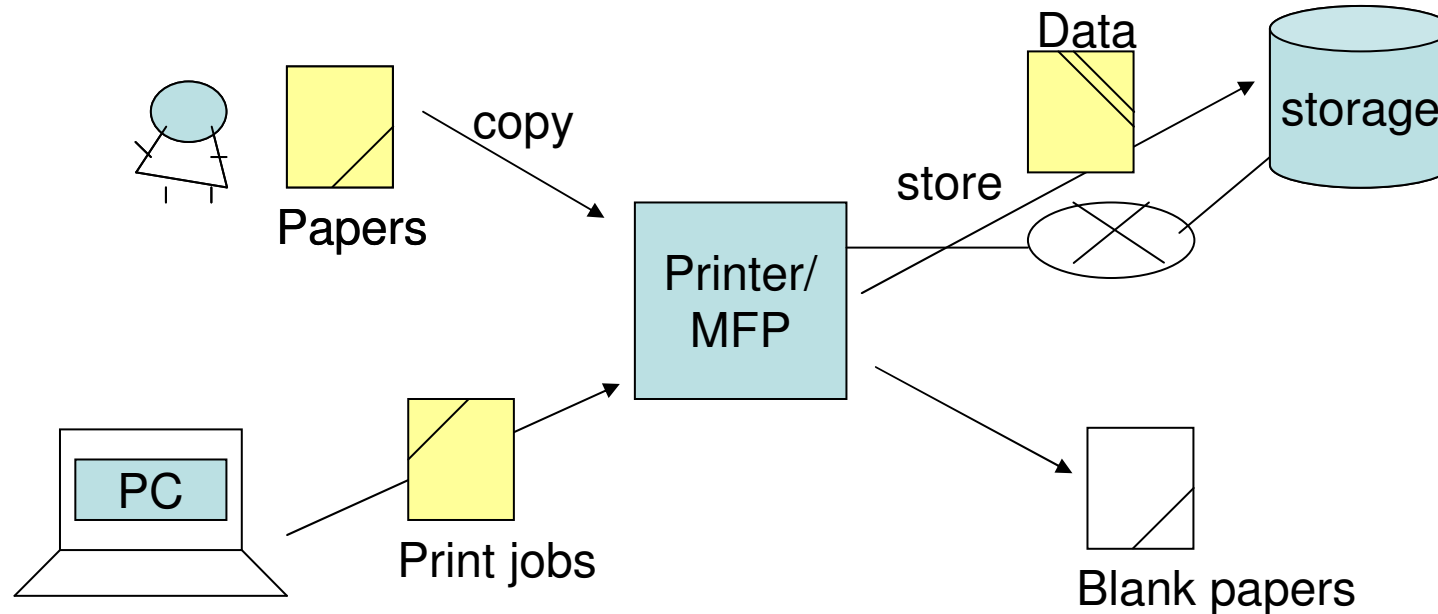 Data
storage
copy
store
Papers
Printer/
MFP
PC
Print jobs
Blank papers